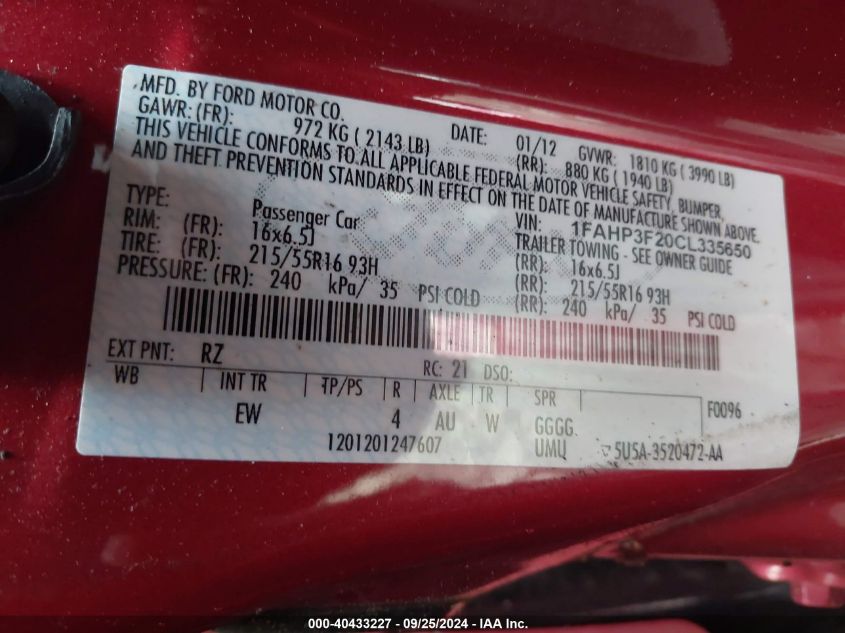 MFD. BY FORD MOTOR CO.
DATE: 01/12 GVWR: 1810 KG ( 3990 LB)
GAWR: (FR): 972 KG ( 2143 LB) (RR): 880 KG ( 1940 LB)
THIS VEHICLE CONFORMS TO ALL APPLICABLE FEDERAL MOTOR VEHICLE SAFETY, BUMPER,
AND THEFT PREVENTION STANDARDS IN EFFECT ON THE DATE OF MANUFACTURE SHOWN ABOVE.
VIN: 1FAHP3F20CL335650
TYPE: Passenger Car TRAILER TOWING - SEE OWNER GUIDE
RIM: (FR): 16x6.5J (RR): 16x6.5J
TIRE: (FR): 215/55R16 93H (RR): 215/55R16 93H
PRESSURE: (FR): 240 kPa/ 35 PSI COLD (RR): 240 kPa/ 35 PSI COLD
EXT PNT: RZ RC: 21 DSO:
WB INT TR TP/PS R AXLE TR SPR F0096
EW 4 AU W GGGG
1201201247607 UMQ 5U5A-3520472-AA
000-40433227 - 09/25/2024 - IAA Inc.